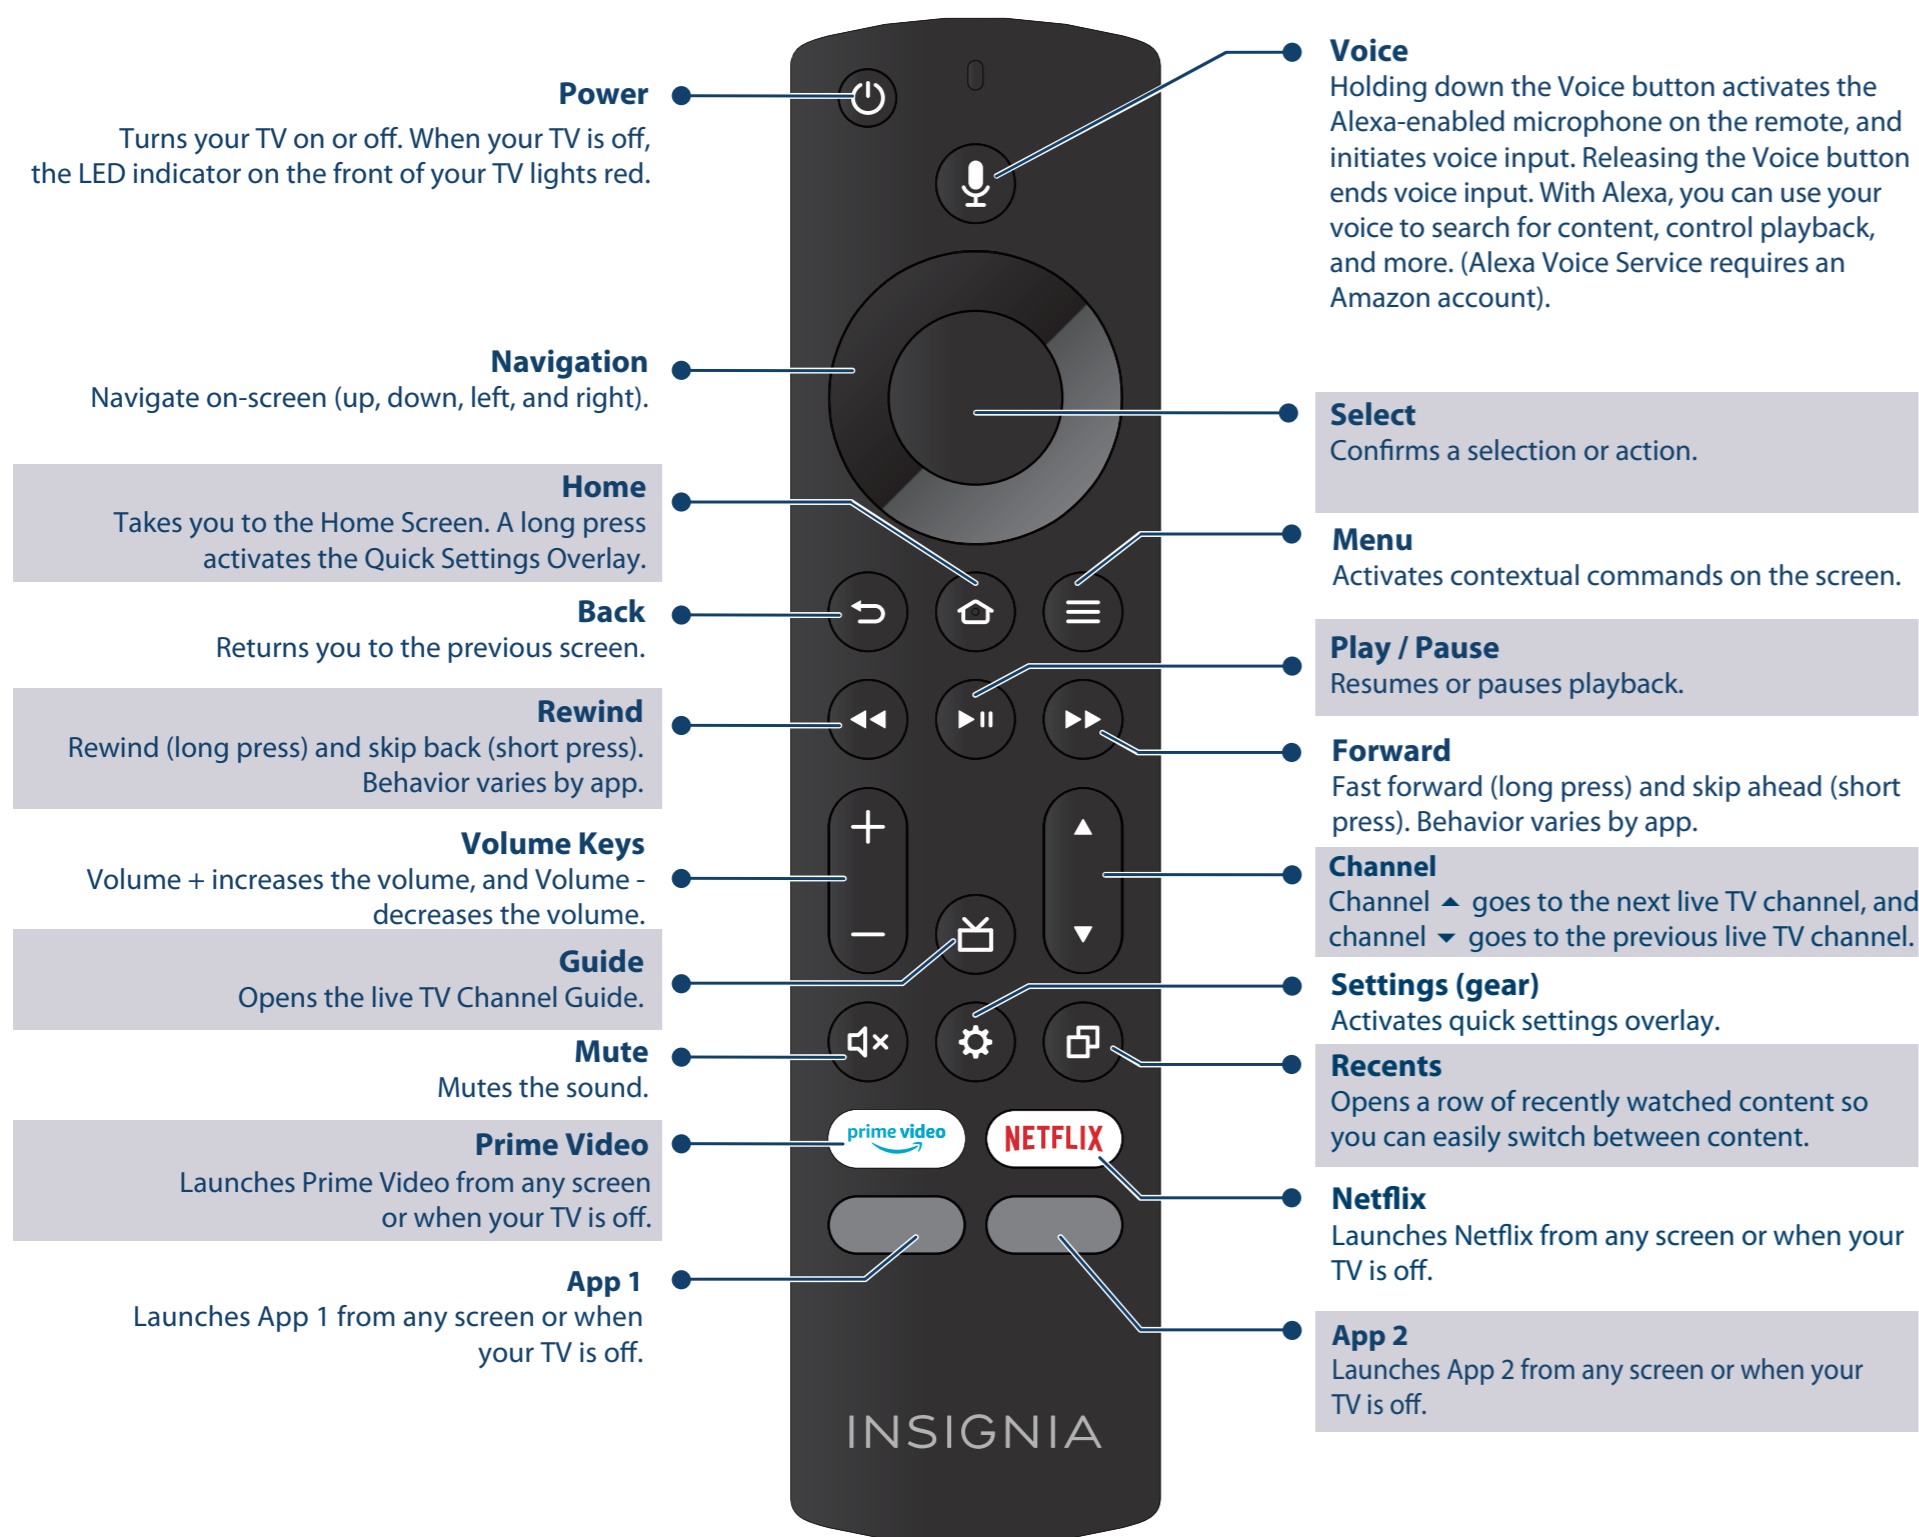 Power
Turns your TV on or off. When your TV is off,
the LED indicator on the front of your TV lights red.
Navigation
Navigate on-screen (up, down, left, and right).
Home
Takes you to the Home Screen. A long press
activates the Quick Settings Overlay.
Back
Returns you to the previous screen.
Rewind
Rewind (long press) and skip back (short press).
Behavior varies by app.
Volume Keys
Volume + increases the volume, and Volume -
decreases the volume.
Guide
Opens the live TV Channel Guide.
Mute
Mutes the sound.
Prime Video
Launches Prime Video from any screen
or when your TV is off.
App 1
Launches App 1 from any screen or when
your TV is off.
prime video
NETFLIX
INSIGNIA
Voice
Holding down the Voice button activates the
Alexa-enabled microphone on the remote, and
initiates voice input. Releasing the Voice button
ends voice input. With Alexa, you can use your
voice to search for content, control playback,
and more. (Alexa Voice Service requires an
Amazon account).
Select
Confirms a selection or action.
Menu
Activates contextual commands on the screen.
Play / Pause
Resumes or pauses playback.
Forward
Fast forward (long press) and skip ahead (short
press). Behavior varies by app.
Channel
Channel ▲ goes to the next live TV channel, and
channel ▼ goes to the previous live TV channel.
Settings (gear)
Activates quick settings overlay.
Recents
Opens a row of recently watched content so
you can easily switch between content.
Netflix
Launches Netflix from any screen or when your
TV is off.
App 2
Launches App 2 from any screen or when your
TV is off.